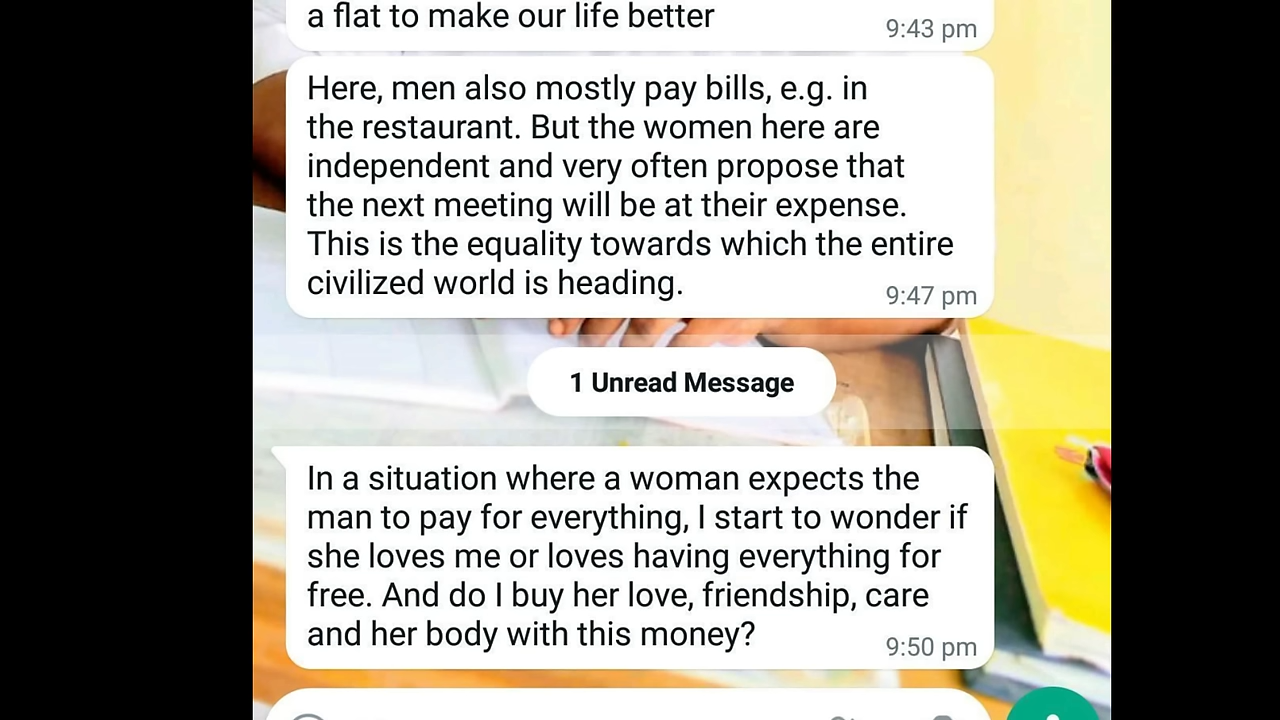 a flat to make our life better
9:43 pm
Here, men also mostly pay bills, e.g. in
the restaurant. But the women here are
independent and very often propose that
the next meeting will be at their expense.
This is the equality towards which the entire
civilized world is heading.
9:47 pm
1 Unread Message
In a situation where a woman expects the
man to pay for everything, I start to wonder if
she loves me or loves having everything for
free. And do I buy her love, friendship, care
and her body with this money?
9:50 pm